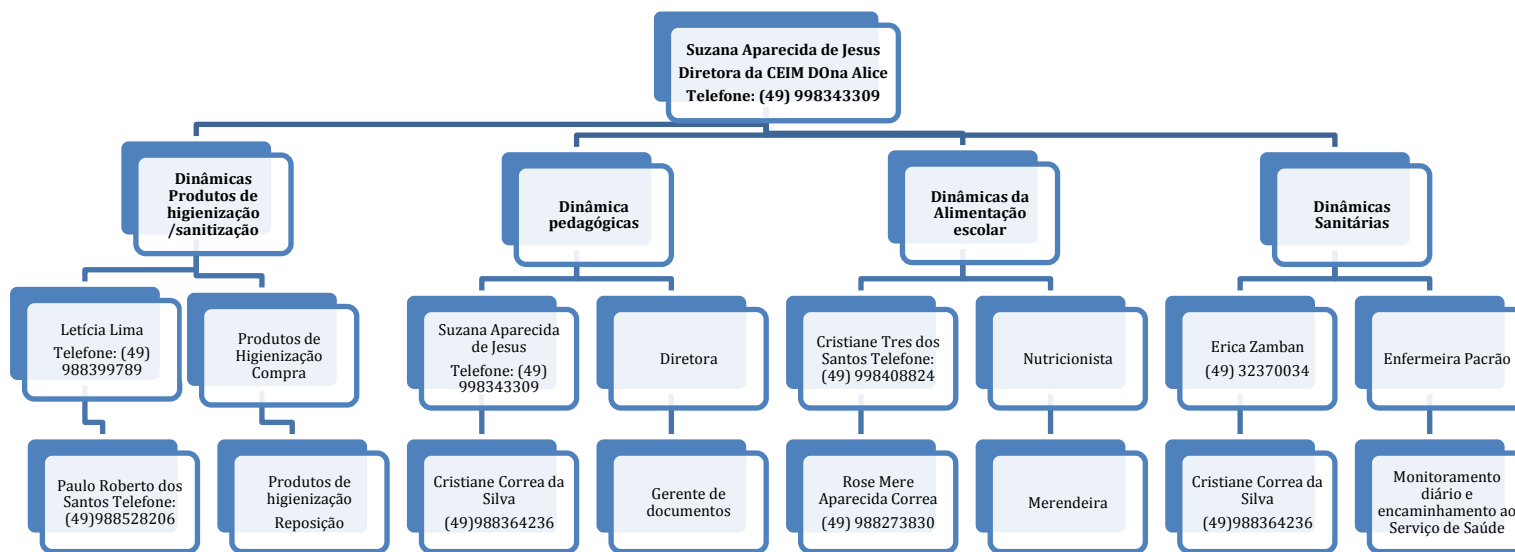 Suzana Aparecida de Jesus
Diretora da CEIM DOna Alice
Telefone: (49) 998343309
Dinâmicas
Produtos de
higienização
/sanitização
Dinâmica
pedagógicas
Dinâmicas da
Alimentação
escolar
Dinâmicas
Sanitárias
Letícia Lima
Telefone: (49)
988399789
Produtos de
Higienização
Compra
Suzana Aparecida
de Jesus
Telefone: (49)
998343309
Diretora
Cristiane Tres dos
Santos Telefone:
(49) 998408824
Nutricionista
Erica Zamban
(49) 32370034
Enfermeira Pacrão
Paulo Roberto dos
Santos Telefone:
(49)988528206
Produtos de
higienização
Reposição
Cristiane Correa da
Silva
(49)988364236
Gerente de
documentos
Rose Mere
Aparecida Correa
(49) 988273830
Merendeira
Cristiane Correa da
Silva
(49)988364236
Monitoramento
diário e
encaminhamento ao
Serviço de Saúde